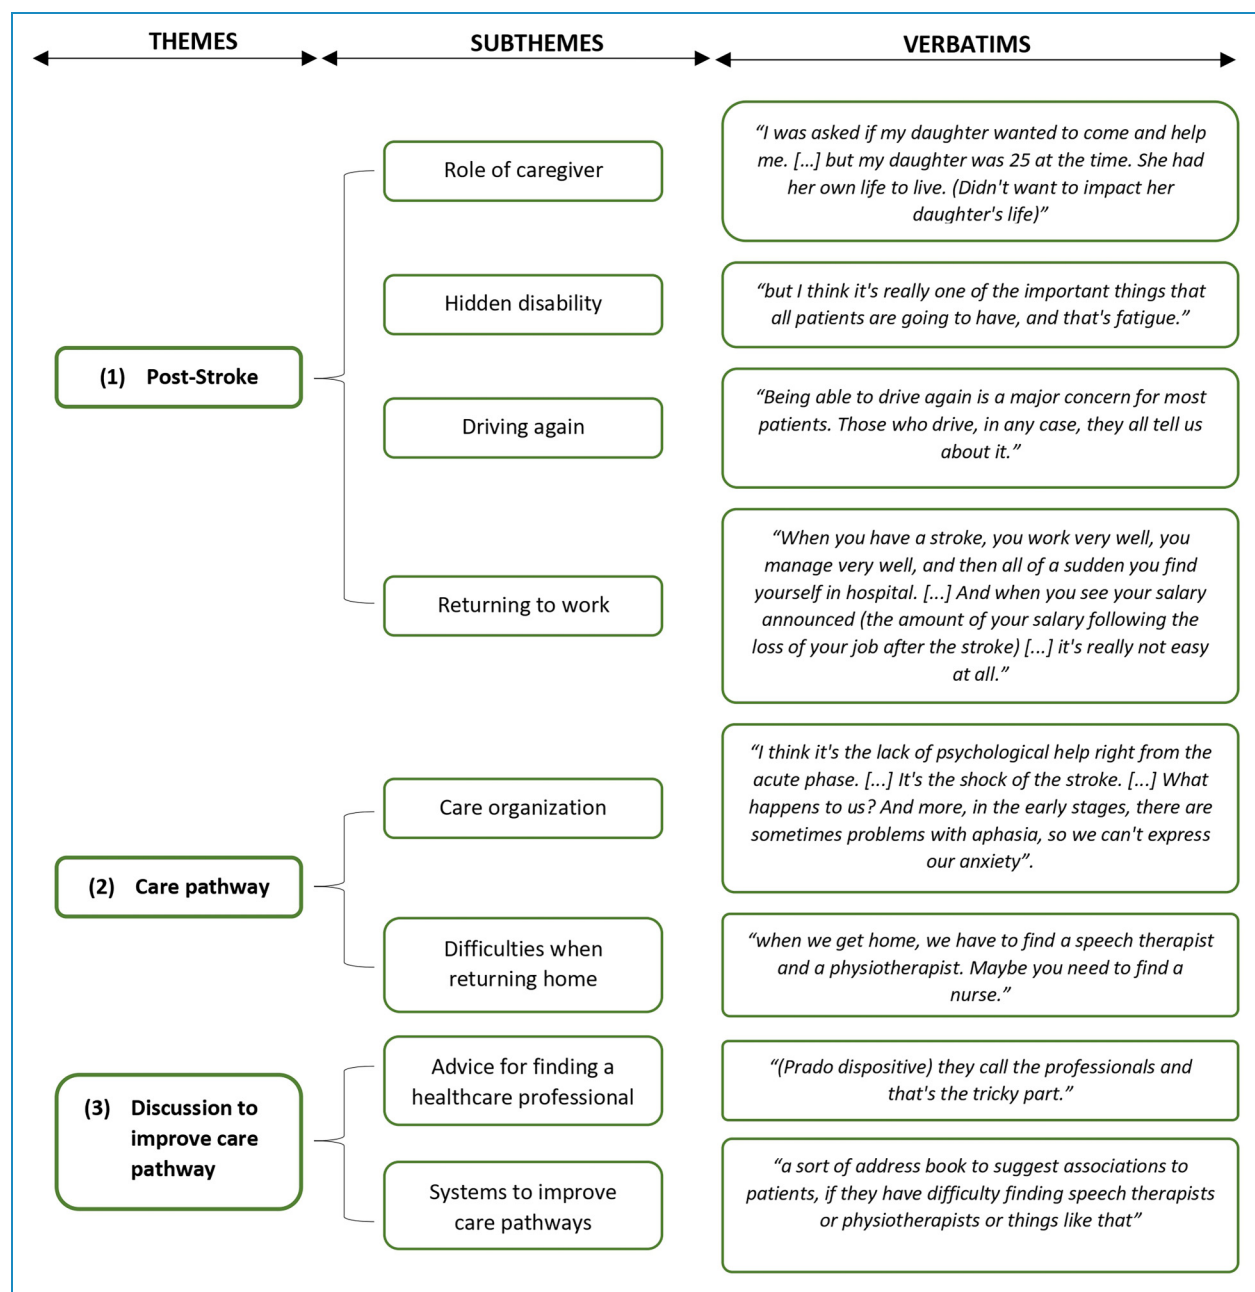 THEMES
SUBTHEMES
VERBATIMS
(1) Post-Stroke
Role of caregiver
“I was asked if my daughter wanted to come and help
me. [...] but my daughter was 25 at the time. She had
her own life to live. (Didn't want to impact her
daughter's life)”
Hidden disability
“but I think it's really one of the important things that
all patients are going to have, and that's fatigue.”
Driving again
“Being able to drive again is a major concern for most
patients. Those who drive, in any case, they all tell us
about it.”
Returning to work
“When you have a stroke, you work very well, you
manage very well, and then all of a sudden you find
yourself in hospital. [...] And when you see your salary
announced (the amount of your salary following the
loss of your job after the stroke) [...] it's really not easy
at all.”
(2) Care pathway
Care organization
“I think it's the lack of psychological help right from the
acute phase. [...] It's the shock of the stroke. [...] What
happens to us? And more, in the early stages, there are
sometimes problems with aphasia, so we can't express
our anxiety”.
Difficulties when
returning home
“when we get home, we have to find a speech therapist
and a physiotherapist. Maybe you need to find a
nurse.”
(3) Discussion to
improve care
pathway
Advice for finding a
healthcare professional
“(Prado dispositive) they call the professionals and
that's the tricky part.”
Systems to improve
care pathways
“a sort of address book to suggest associations to
patients, if they have difficulty finding speech therapists
or physiotherapists or things like that”